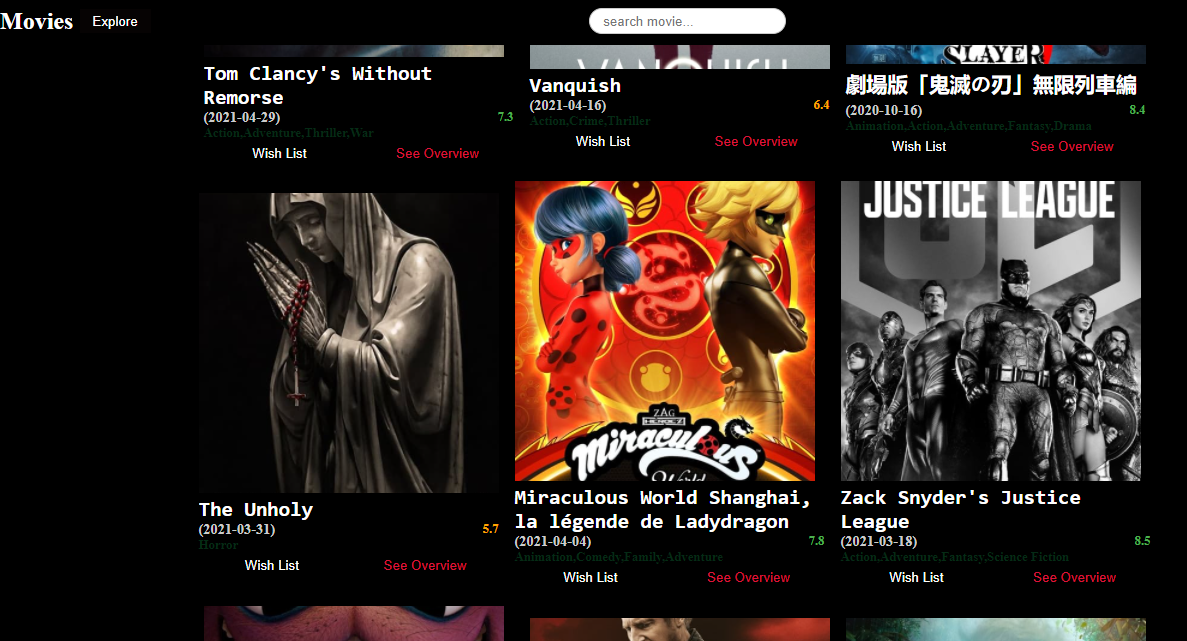 Movies
Explore
search movie...
Tom Clancy's Without
Remorse
(2021-04-29)
7.3
Action,Adventure,Thriller,War
Wish List
See Overview
VANQUISH
Vanquish
(2021-04-16)
6.4
Action,Crime,Thriller
Wish List
See Overview
SLAYER
劇場版「鬼滅の刃」無限列車編
(2020-10-16)
8.4
Animation,Action,Adventure,Fantasy,Drama
Wish List
See Overview
The Unholy
(2021-03-31)
5.7
Horror
Wish List
See Overview
ZAG
HEROEZ
Miraculous
World
Miraculous World Shanghai,
la légende de Ladydragon
(2021-04-04)
7.8
Animation,Comedy,Family,Adventure
Wish List
See Overview
JUSTICE LEAGUE
Zack Snyder's Justice
League
(2021-03-18)
8.5
Action,Adventure,Fantasy,Science Fiction
Wish List
See Overview